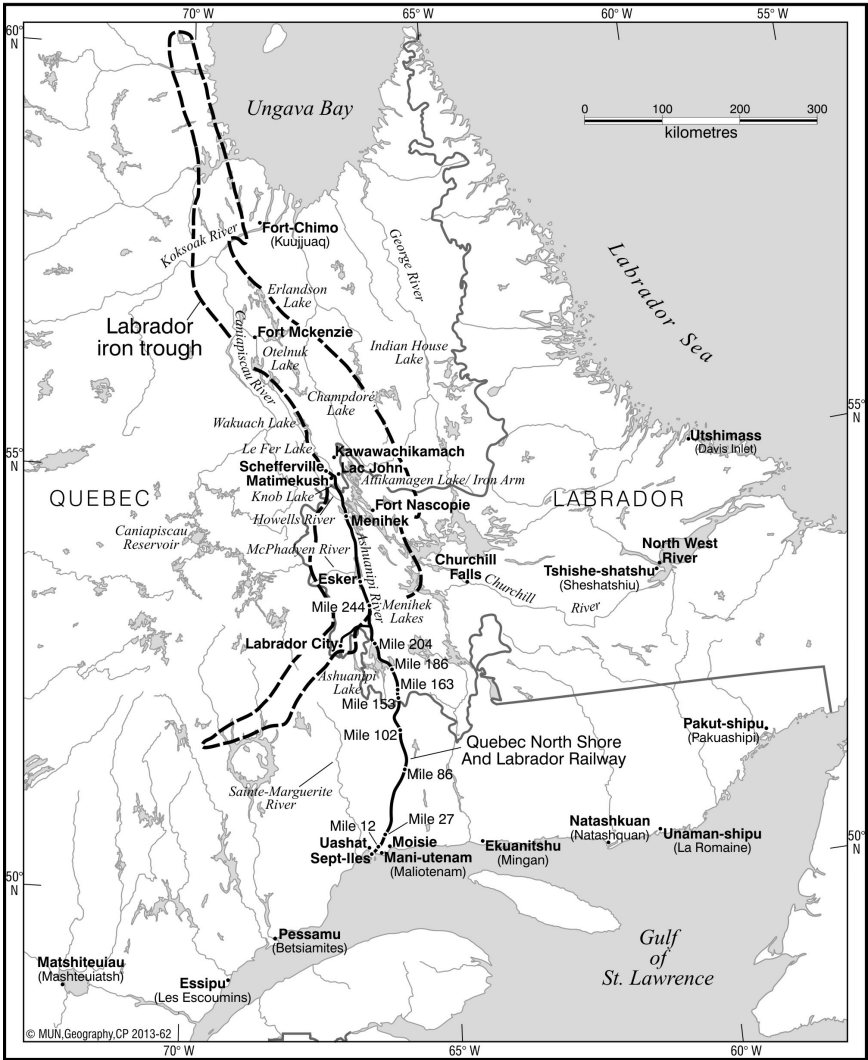 70° W
65° W
60° W
55° W
60°
N
Ungava Bay
0 100 200 300
kilometres
Fort-Chimo
(Kuujjuaq)
Koksoak River
George River
Labrador Sea
Erlandson
Lake
Labrador
iron trough
Caniapiscau River
Fort Mckenzie
Otelnuk
Lake
Indian House
Lake
Champdoré
Lake
55°
N
Wakuach Lake
Utshimass
(Davis Inlet)
Le Fer Lake
Kawawachikamach
55°
N
Schefferville
Lac John
Matimekush
Attikamagen Lake/ Iron Arm
QUEBEC
Knob Lake
LABRADOR
Fort Nascopie
Howells River
Menihek
Caniapiscau
Reservoir
McPhadyen River
Ashuanipi River
North West
River
Churchill
Falls
Tshishe-shatshu
(Sheshatshiu)
Esker
Churchill
River
Mile 244
Menihek
Lakes
Labrador City
Mile 204
Mile 186
Ashuanipi
Lake
Mile 163
Mile 153
Pakut-shipu
(Pakuashipi)
Mile 102
Quebec North Shore
And Labrador Railway
Mile 86
Sainte-Marguerite
River
Mile 27
Mile 12
Natashkuan
(Natashquan)
Unaman-shipu
(La Romaine)
50°
N
Uashat
Moisie
Ekuanitshu
(Mingan)
Sept-Iles
Mani-utenam
(Maliotenam)
50°
N
Pessamu
(Betsiamites)
Gulf
of
St. Lawrence
Matshiteuiau
(Mashteuiatsh)
Essipu
(Les Escoumins)
© MUN,Geography,CP 2013-62
70° W
65° W
60° W